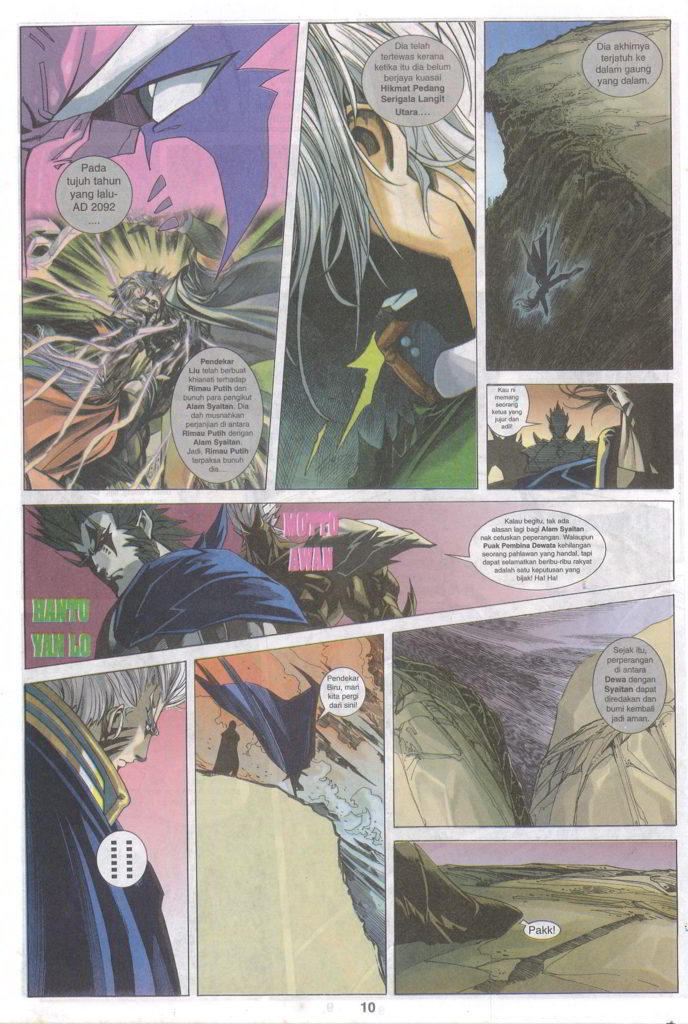 Pada
tujuh tahun
yang lalu-
AD 2092
....
Pendekar
Liu telah berbuat
khianati terhadap
Rimau Putih dan
bunuh para pengikut
Alam Syaitan. Dia
dah musnahkan
perjanjian di antara
Rimau Putih dengan
Alam Syaitan.
Jadi, Rimau Putih
terpaksa bunuh
dia....
Dia telah
tertewas kerana
ketika itu dia belum
berjaya kuasai
Hikmat Pedang
Serigala Langit
Utara....
Dia akhirnya
terjatuh ke
dalam gaung
yang dalam.
Kau ni
memang
seorang
ketua yang
jujur dan
adil!
HANTU
YAN LO
MOTTO
AWAN
Kalau begitu, tak ada
alasan lagi bagi Alam Syaitan
nak cetuskan peperangan. Walaupun
Puak Pembina Dewata kehilangan
seorang pahlawan yang handal, tapi
dapat selamatkan beribu-ribu rakyat
adalah satu keputusan yang
bijak! Ha! Ha!
Pendekar
Biru, mari
kita pergi
dari sini!
Sejak itu,
perperangan
di antara
Dewa dengan
Syaitan dapat
diredakan dan
bumi kembali
jadi aman.
Pakk!
10